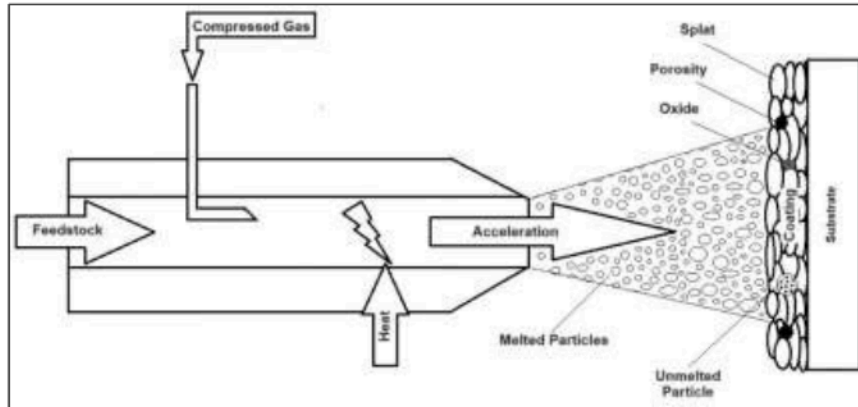 Compressed Gas
Splat
Porosity
Oxide
Feedstock
Acceleration
Coating
Substrate
Heat
Melted Particles
Unmelted
Particle